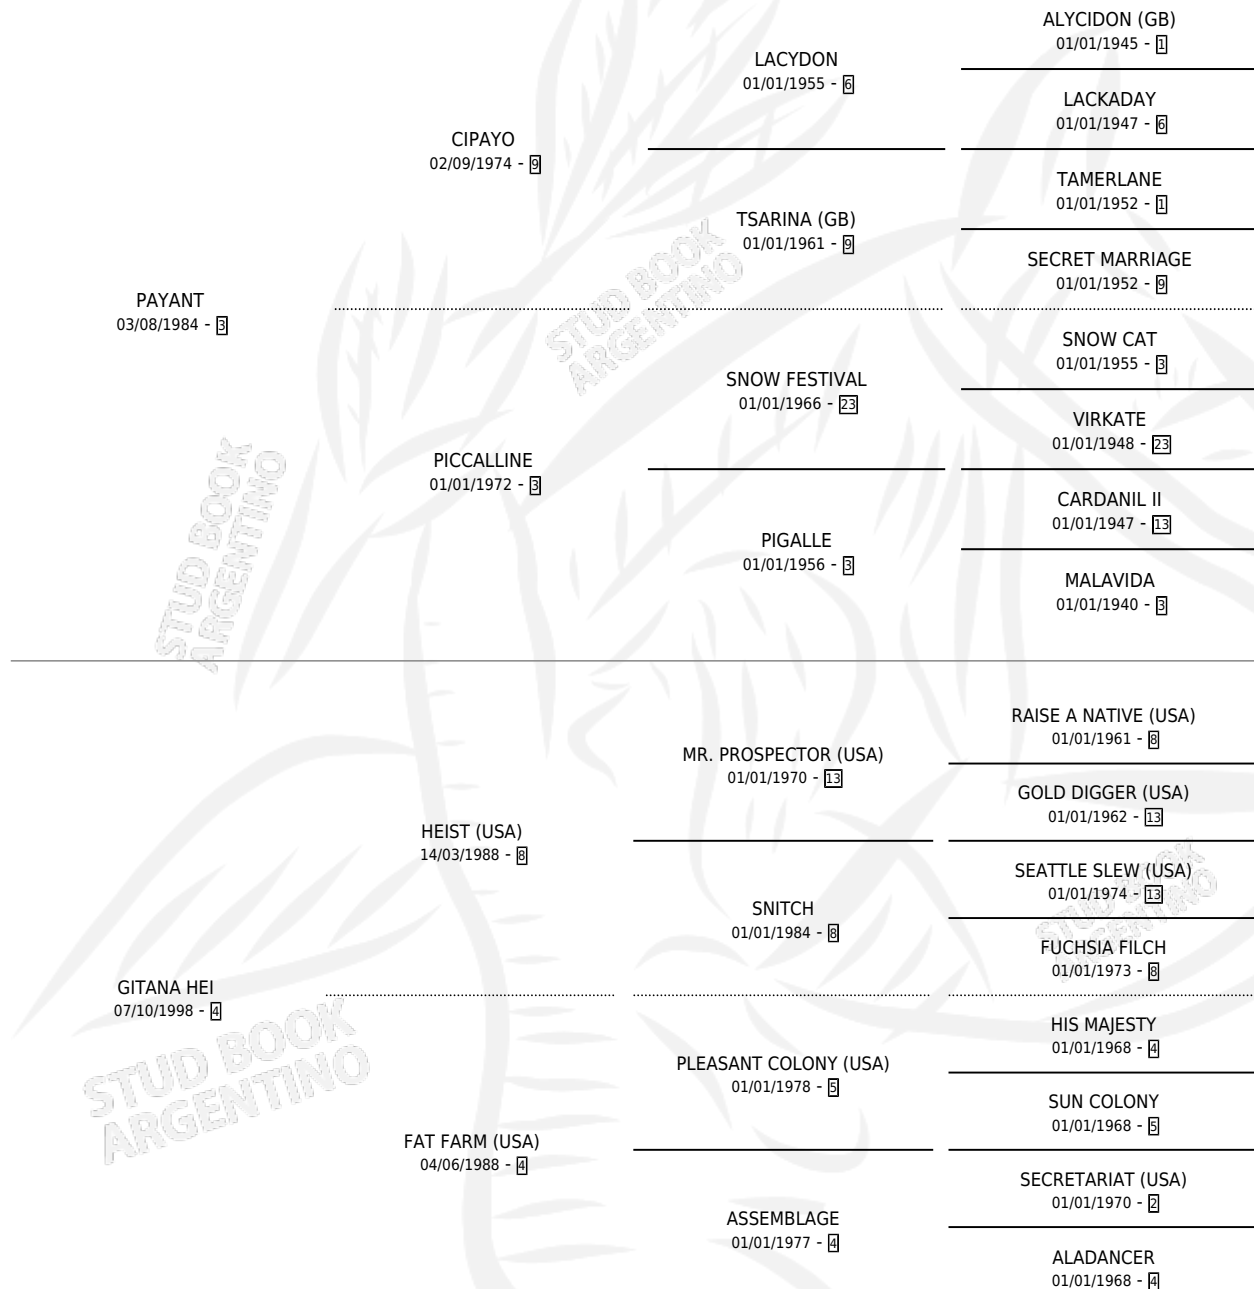 ALYCIDON (GB)
01/01/1945 - 1
LACYDON
01/01/1955 - 6
LACKADAY
01/01/1947 - 6
CIPAYO
02/09/1974 - 9
TAMERLANE
01/01/1952 - 1
TSARINA (GB)
01/01/1961 - 9
SECRET MARRIAGE
01/01/1952 - 9
PAYANT
03/08/1984 - 3
SNOW CAT
01/01/1955 - 3
SNOW FESTIVAL
01/01/1966 - 23
VIRKATE
01/01/1948 - 23
PICCALLINE
01/01/1972 - 3
CARDANIL II
01/01/1947 - 13
PIGALLE
01/01/1956 - 3
MALAVIDA
01/01/1940 - 3
STUD BOOK
ARGENTINO
STUD BOOK
ARGENTINO
RAISE A NATIVE (USA)
01/01/1961 - 8
MR. PROSPECTOR (USA)
01/01/1970 - 13
GOLD DIGGER (USA)
01/01/1962 - 13
HEIST (USA)
14/03/1988 - 8
SEATTLE SLEW (USA)
01/01/1974 - 13
SNITCH
01/01/1984 - 8
FUCHSIA FILCH
01/01/1973 - 8
GITANA HEI
07/10/1998 - 4
HIS MAJESTY
01/01/1968 - 4
PLEASANT COLONY (USA)
01/01/1978 - 5
SUN COLONY
01/01/1968 - 5
FAT FARM (USA)
04/06/1988 - 4
SECRETARIAT (USA)
01/01/1970 - 2
ASSEMBLAGE
01/01/1977 - 4
ALADANCER
01/01/1968 - 4
STUD BOOK
ARGENTINO
STUD BOOK
ARGENTINO